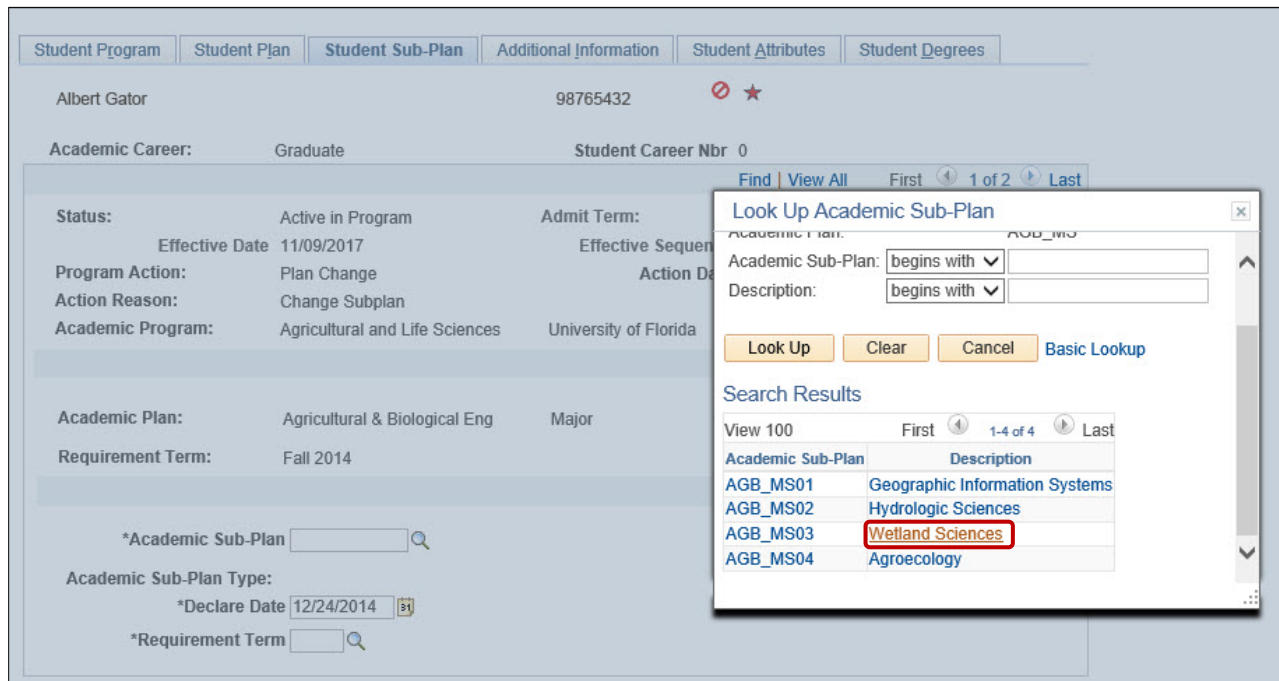 Student Program Student Plan Student Sub-Plan Additional Information Student Attributes Student Degrees
Albert Gator 98765432
Academic Career: Graduate Student Career Nbr 0
Find | View All First 1 of 2 Last
Status: Active in Program Admit Term:
Effective Date 11/09/2017 Effective Sequen
Program Action: Plan Change Action Da
Action Reason: Change Subplan
Academic Program: Agricultural and Life Sciences University of Florida
Academic Plan: Agricultural & Biological Eng Major
Requirement Term: Fall 2014
*Academic Sub-Plan
Academic Sub-Plan Type:
*Declare Date 12/24/2014 31
*Requirement Term
Look Up Academic Sub-Plan
Academic Plan: AGB_MS
Academic Sub-Plan: begins with
Description: begins with
Look Up Clear Cancel Basic Lookup
Search Results
View 100 First 1-4 of 4 Last
Academic Sub-Plan Description
AGB_MS01 Geographic Information Systems
AGB_MS02 Hydrologic Sciences
AGB_MS03 Wetland Sciences
AGB_MS04 Agroecology